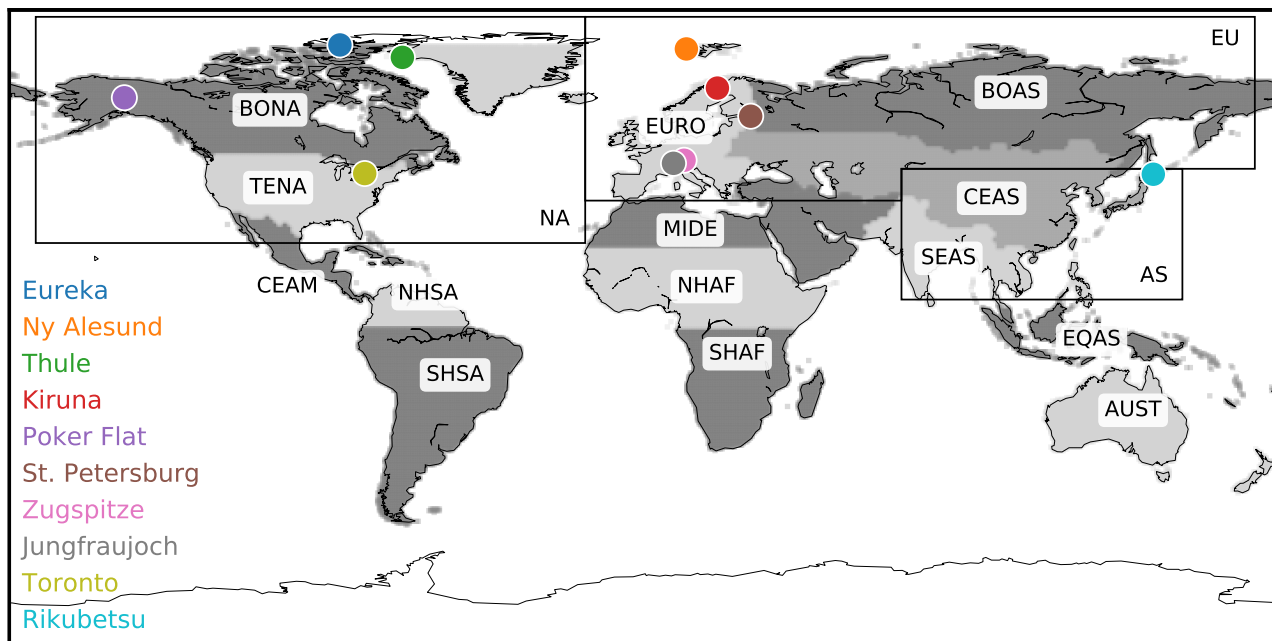 EU
BOAS
BONA
EURO
TENA
CEAS
NA
MIDE
SEAS
AS
CEAM
NHSA
NHAF
Eureka
Ny Alesund
Thule
Kiruna
Poker Flat
St. Petersburg
Zugspitze
Jungfraujoch
Toronto
Rikubetsu
SHSA
SHAF
EQAS
AUST